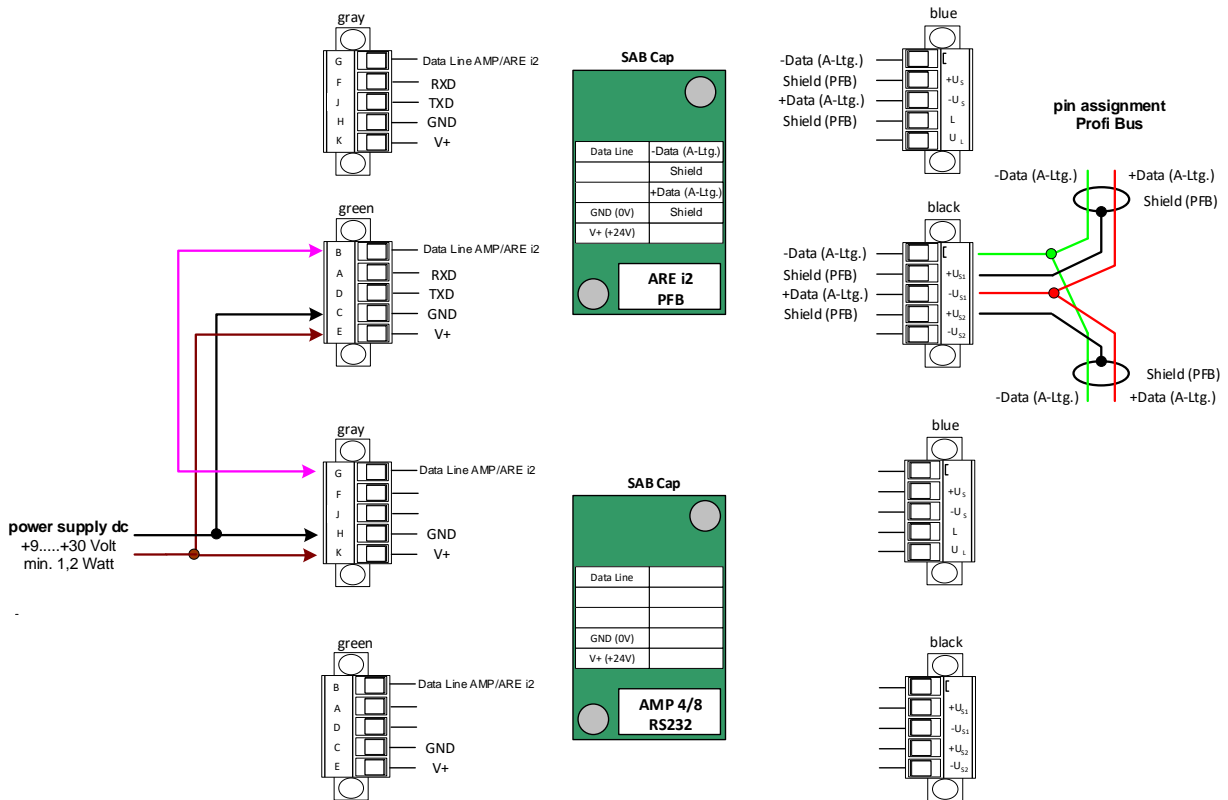 gray
G Data Line AMP/ARE i2
F RXD
J TXD
H GND
K V+
green
B Data Line AMP/ARE i2
A RXD
D TXD
C GND
E V+
gray
G Data Line AMP/ARE i2
F
J
H GND
K V+
power supply dc
+9.....+30 Volt
min. 1,2 Watt
-
green
B Data Line AMP/ARE i2
A
D
C GND
E V+
SAB Cap
Data Line -Data (A-Ltg.)
Shield
+Data (A-Ltg.)
GND (0V) Shield
V+ (+24V)
ARE i2
PFB
SAB Cap
Data Line
GND (0V)
V+ (+24V)
AMP 4/8
RS232
blue
-Data (A-Ltg.) [
Shield (PFB) +US
+Data (A-Ltg.) -US
Shield (PFB) L
UL
black
-Data (A-Ltg.) [
Shield (PFB) +US1
+Data (A-Ltg.) -US1
Shield (PFB) +US2
-US2
pin assignment
Profi Bus
-Data (A-Ltg.) +Data (A-Ltg.)
Shield (PFB)
Shield (PFB)
-Data (A-Ltg.) +Data (A-Ltg.)
blue
[
+US
-US
L
UL
black
[
+US1
-US1
+US2
-US2